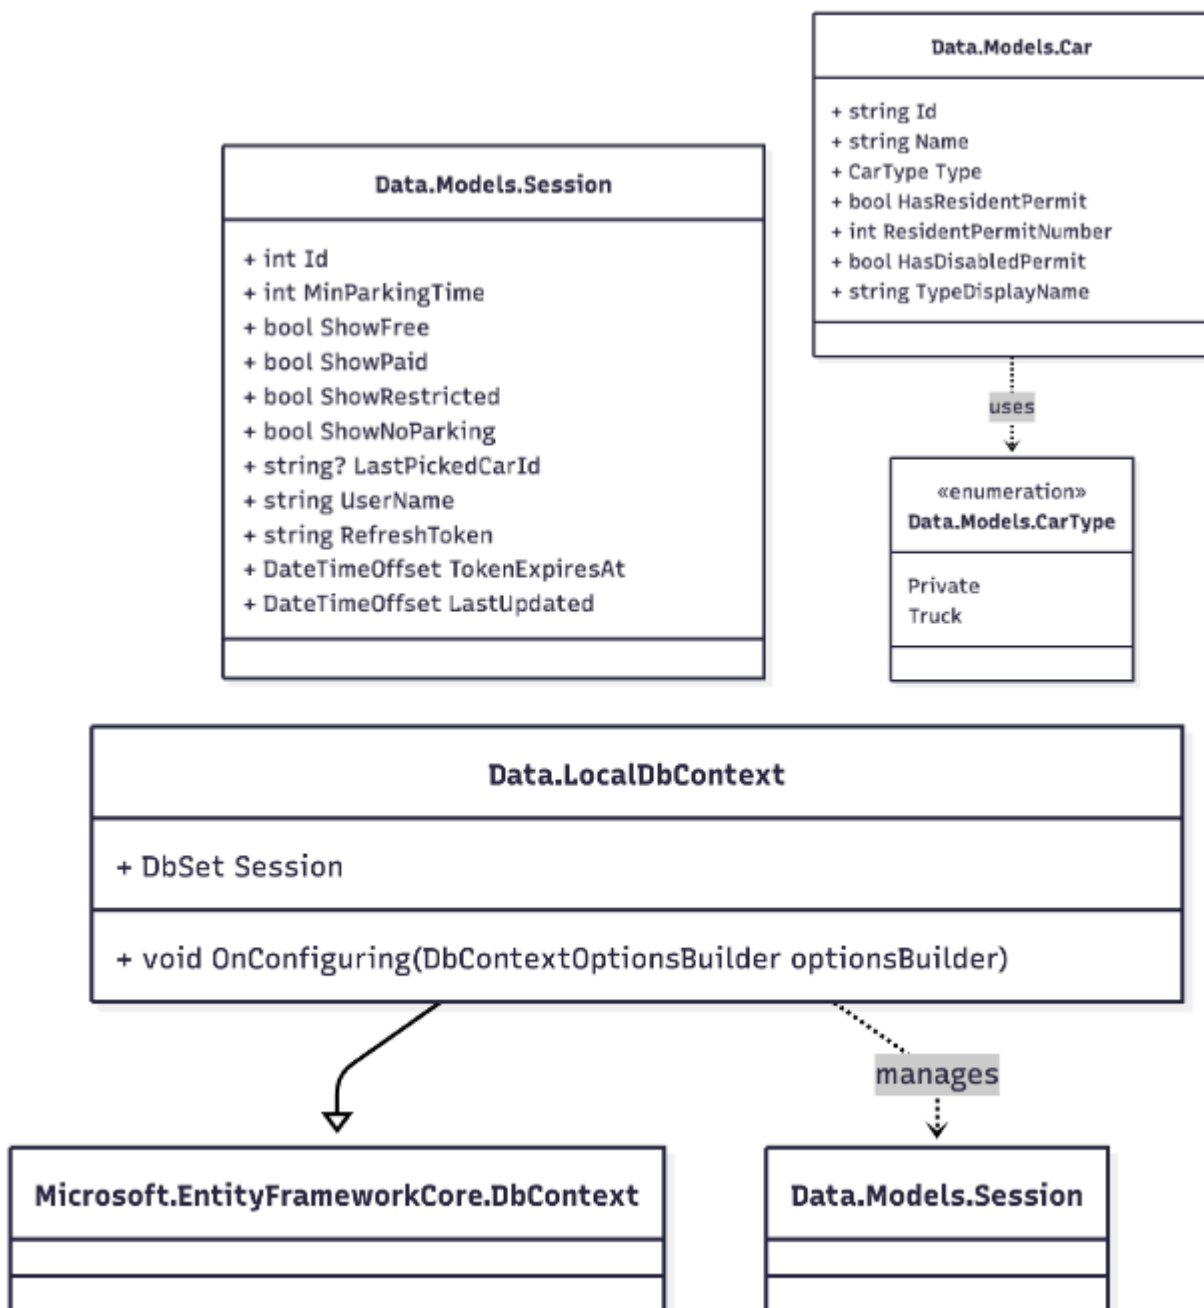 Data.Models.Car
+ string Id
+ string Name
+ CarType Type
+ bool HasResidentPermit
+ int ResidentPermitNumber
+ bool HasDisabledPermit
+ string TypeDisplayName
uses
«enumeration»
Data.Models.CarType
Private
Truck
Data.Models.Session
+ int Id
+ int MinParkingTime
+ bool ShowFree
+ bool ShowPaid
+ bool ShowRestricted
+ bool ShowNoParking
+ string? LastPickedCarId
+ string UserName
+ string RefreshToken
+ DateTimeOffset TokenExpiresAt
+ DateTimeOffset LastUpdated
Data.LocalDbContext
+ DbSet Session
+ void OnConfiguring(DbContextOptionsBuilder optionsBuilder)
manages
Microsoft.EntityFrameworkCore.DbContext
Data.Models.Session